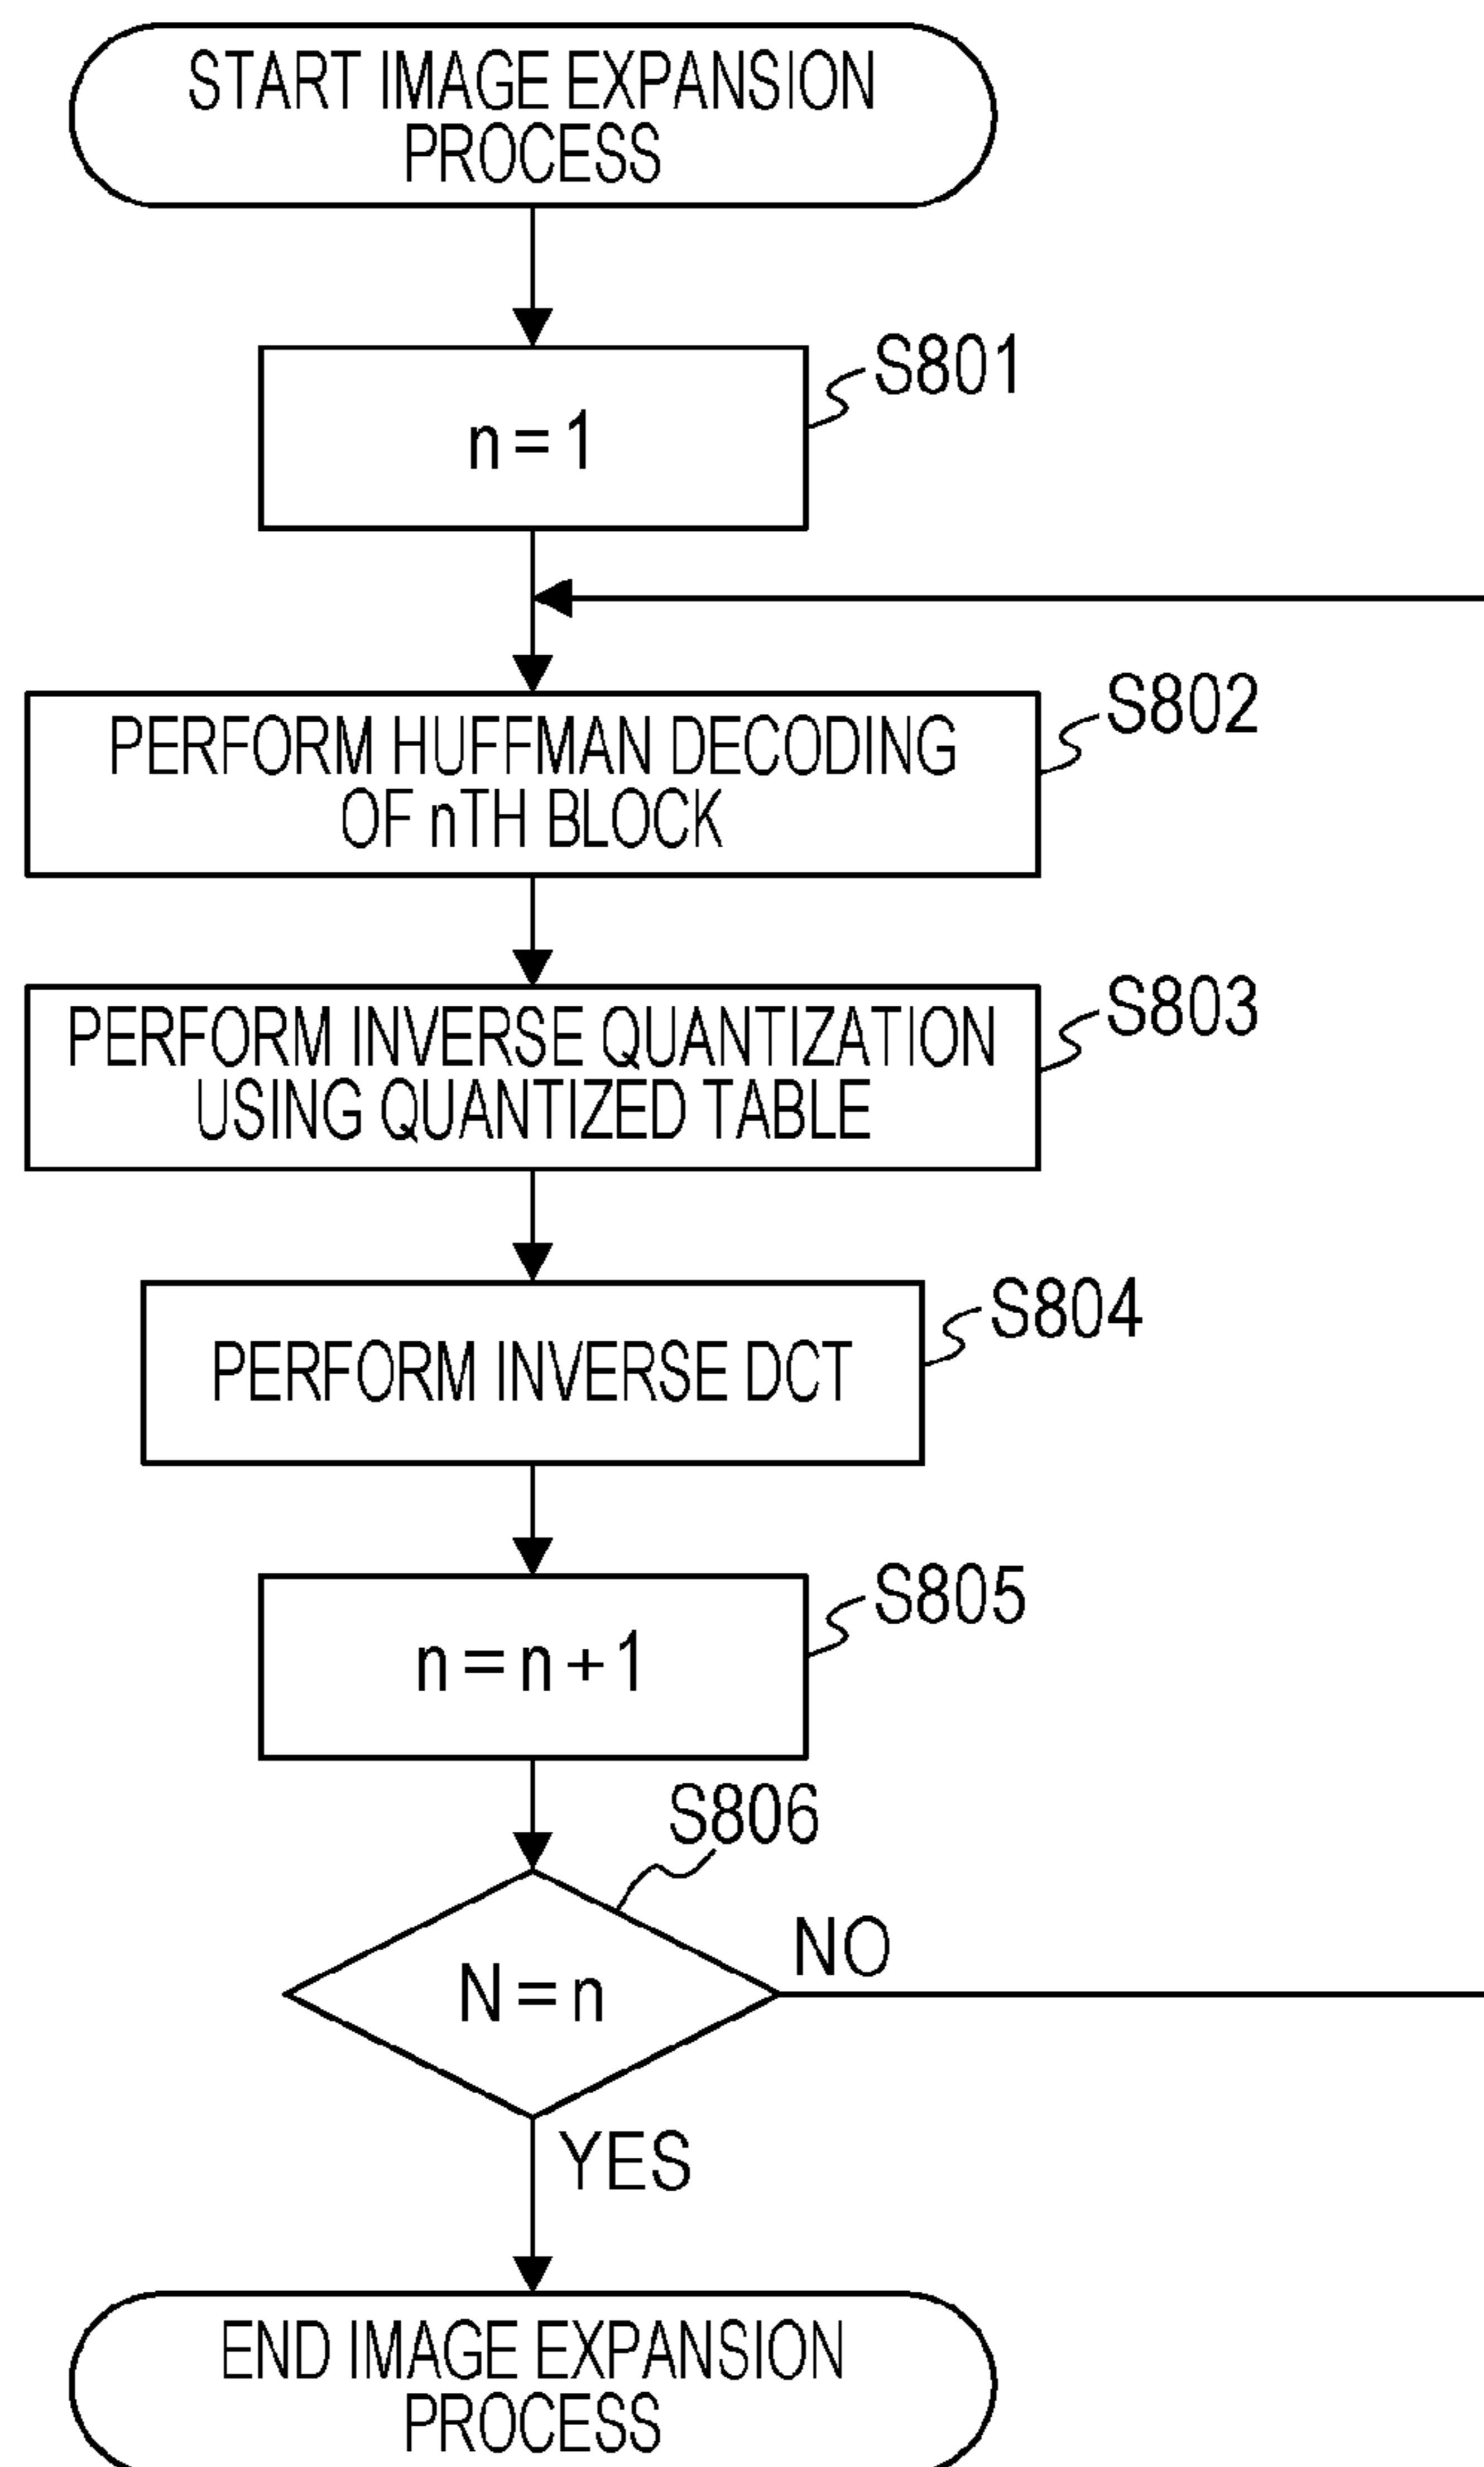 START IMAGE EXPANSION
PROCESS
n=1
S801
PERFORM HUFFMAN DECODING
OF nTH BLOCK
S802
PERFORM INVERSE QUANTIZATION
USING QUANTIZED TABLE
S803
PERFORM INVERSE DCT
S804
n=n+1
S805
S806
N=n
NO
YES
END IMAGE EXPANSION
PROCESS